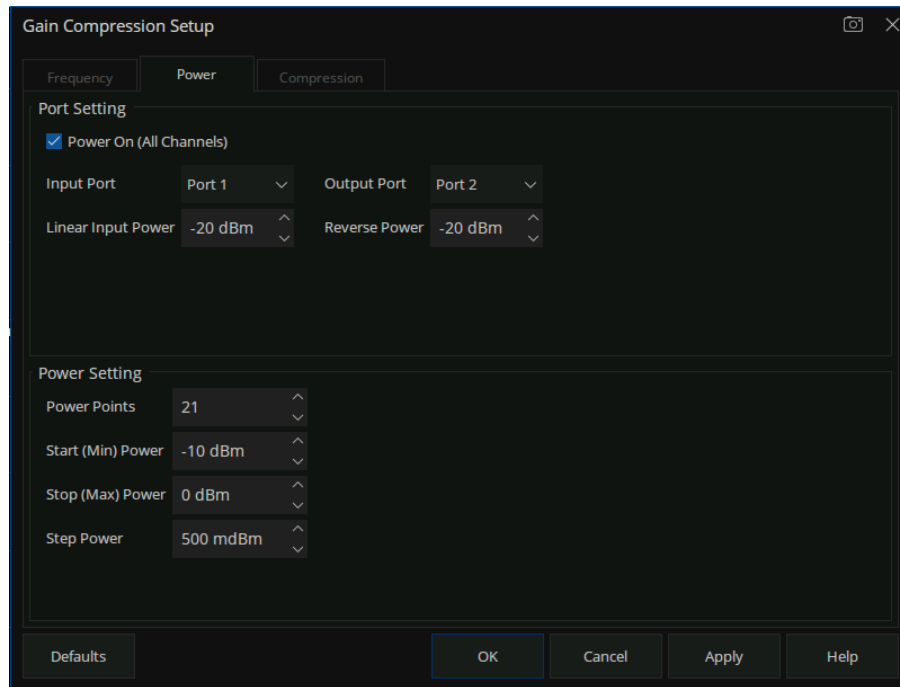 Gain Compression Setup
Frequency Power Compression
Port Setting
Power On (All Channels)
Input Port Port 1 Output Port Port 2
Linear Input Power -20 dBm Reverse Power -20 dBm
Power Setting
Power Points 21
Start (Min) Power -10 dBm
Stop (Max) Power 0 dBm
Step Power 500 mdBm
Defaults OK Cancel Apply Help